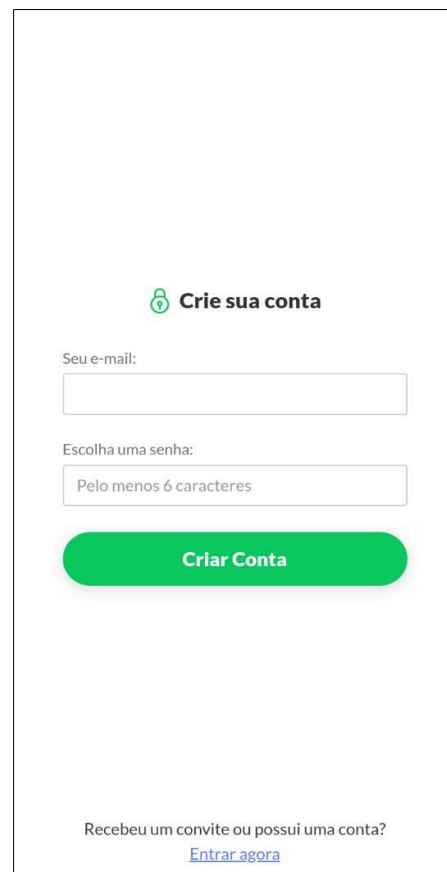 Crie sua conta
Seu e-mail:
Escolha uma senha:
Pelo menos 6 caracteres
Criar Conta
Recebeu um convite ou possui uma conta?
Entrar agora